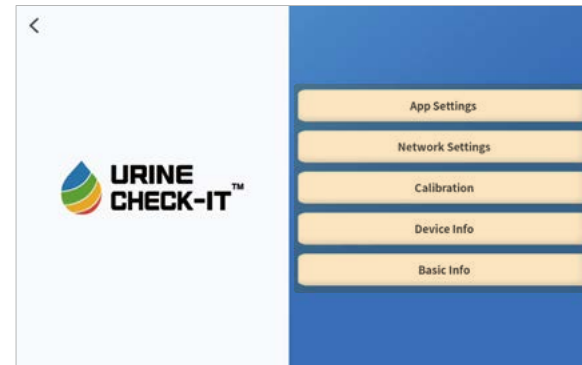 URINE
CHECK-IT™
App Settings
Network Settings
Calibration
Device Info
Basic Info